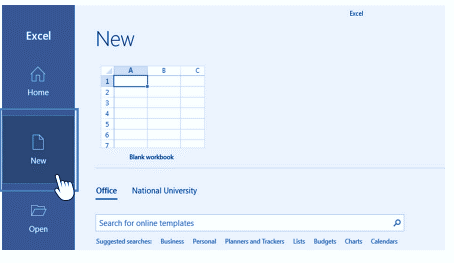 Excel
Excel
New
Home
A B C
1
2
3
4
5
6
7
Blank workbook
New
Office National University
Search for online templates
Open
Suggested searches: Business Personal Planners and Trackers Lists Budgets Charts Calendars